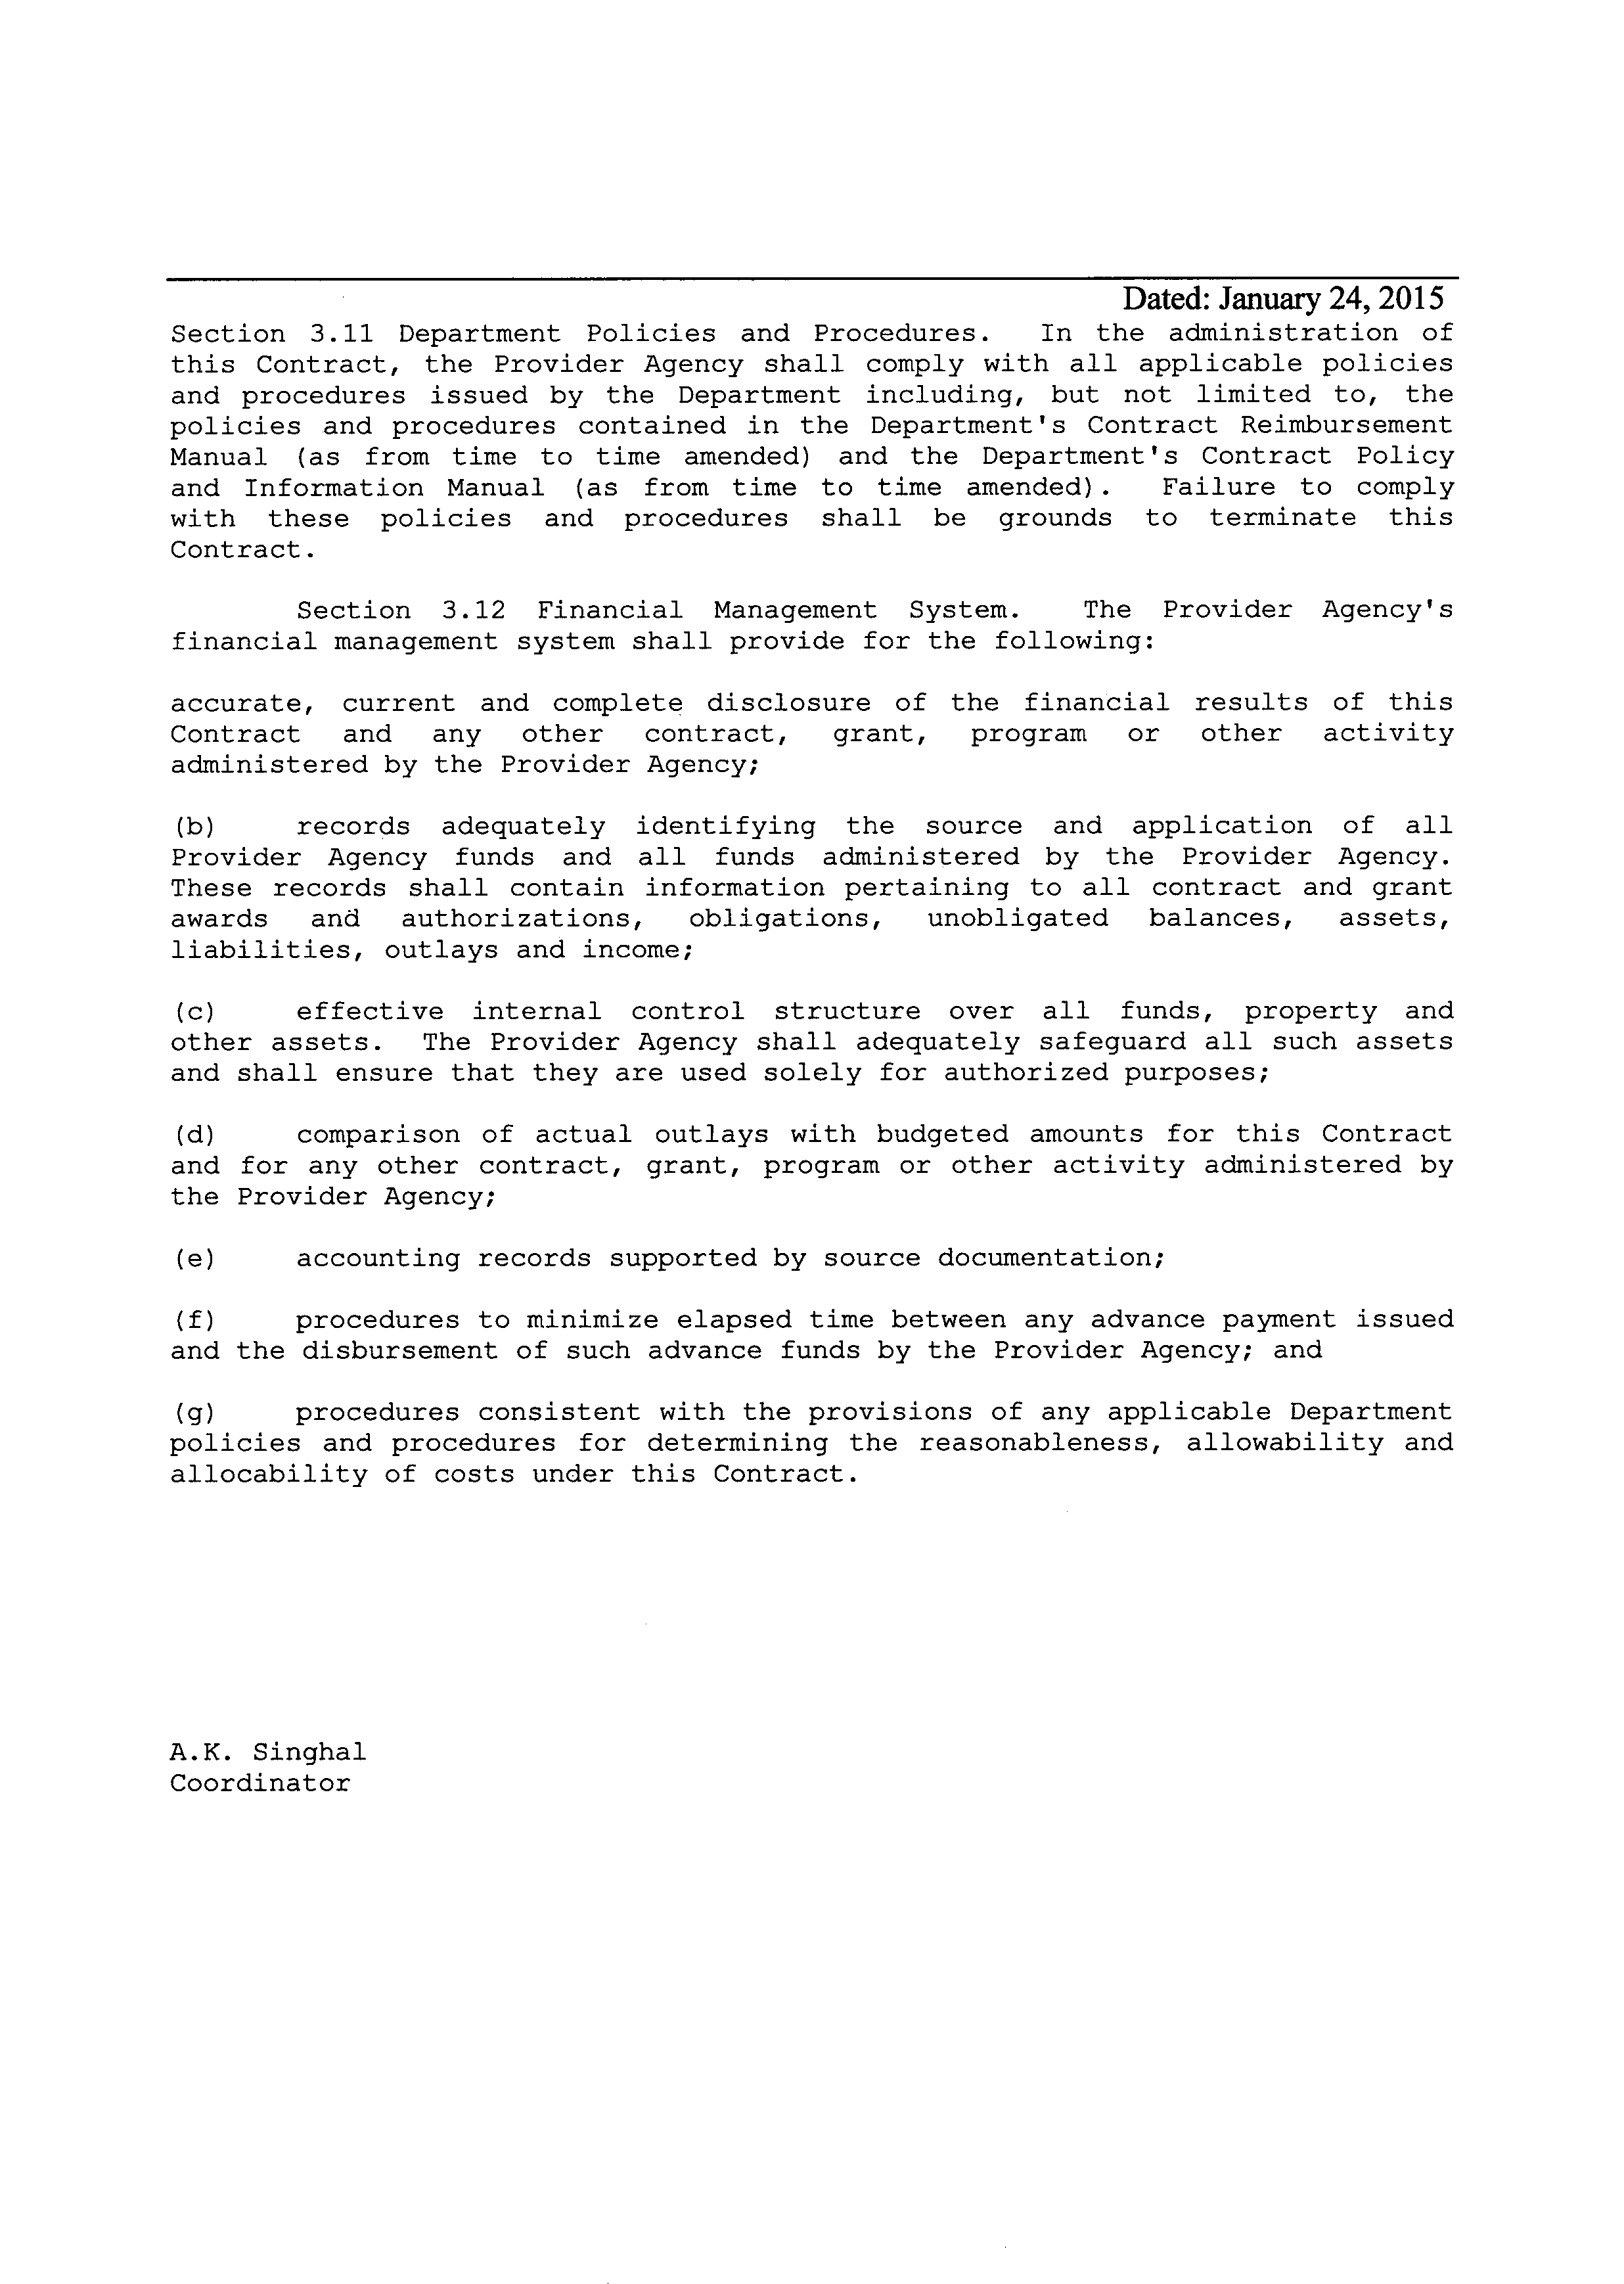 Dated: January 24, 2015
Section 3.11 Department Policies and Procedures. In the administration of
this Contract, the Provider Agency shall comply with all applicable policies
and procedures issued by the Department including, but not limited to, the
policies and procedures contained in the Department's Contract Reimbursement
Manual (as from time to time amended) and the Department's Contract Policy
and Information Manual (as from time to time amended). Failure to comply
with these policies and procedures shall be grounds to terminate this
Contract.
Section 3.12 Financial Management System. The Provider Agency's
financial management system shall provide for the following:
accurate, current and complete disclosure of the financial results of this
Contract and any other contract, grant, program or other activity
administered by the Provider Agency;
(b) records adequately identifying the source and application of all
Provider Agency funds and all funds administered by the Provider Agency.
These records shall contain information pertaining to all contract and grant
awards and authorizations, obligations, unobligated balances, assets,
liabilities, outlays and income;
(c) effective internal control structure over all funds, property and
other assets. The Provider Agency shall adequately safeguard all such assets
and shall ensure that they are used solely for authorized purposes;
(d) comparison of actual outlays with budgeted amounts for this Contract
and for any other contract, grant, program or other activity administered by
the Provider Agency;
(e) accounting records supported by source documentation;
(f) procedures to minimize elapsed time between any advance payment issued
and the disbursement of such advance funds by the Provider Agency; and
(g) procedures consistent with the provisions of any applicable Department
policies and procedures for determining the reasonableness, allowability and
allocability of costs under this Contract.
A.K. Singhal
Coordinator